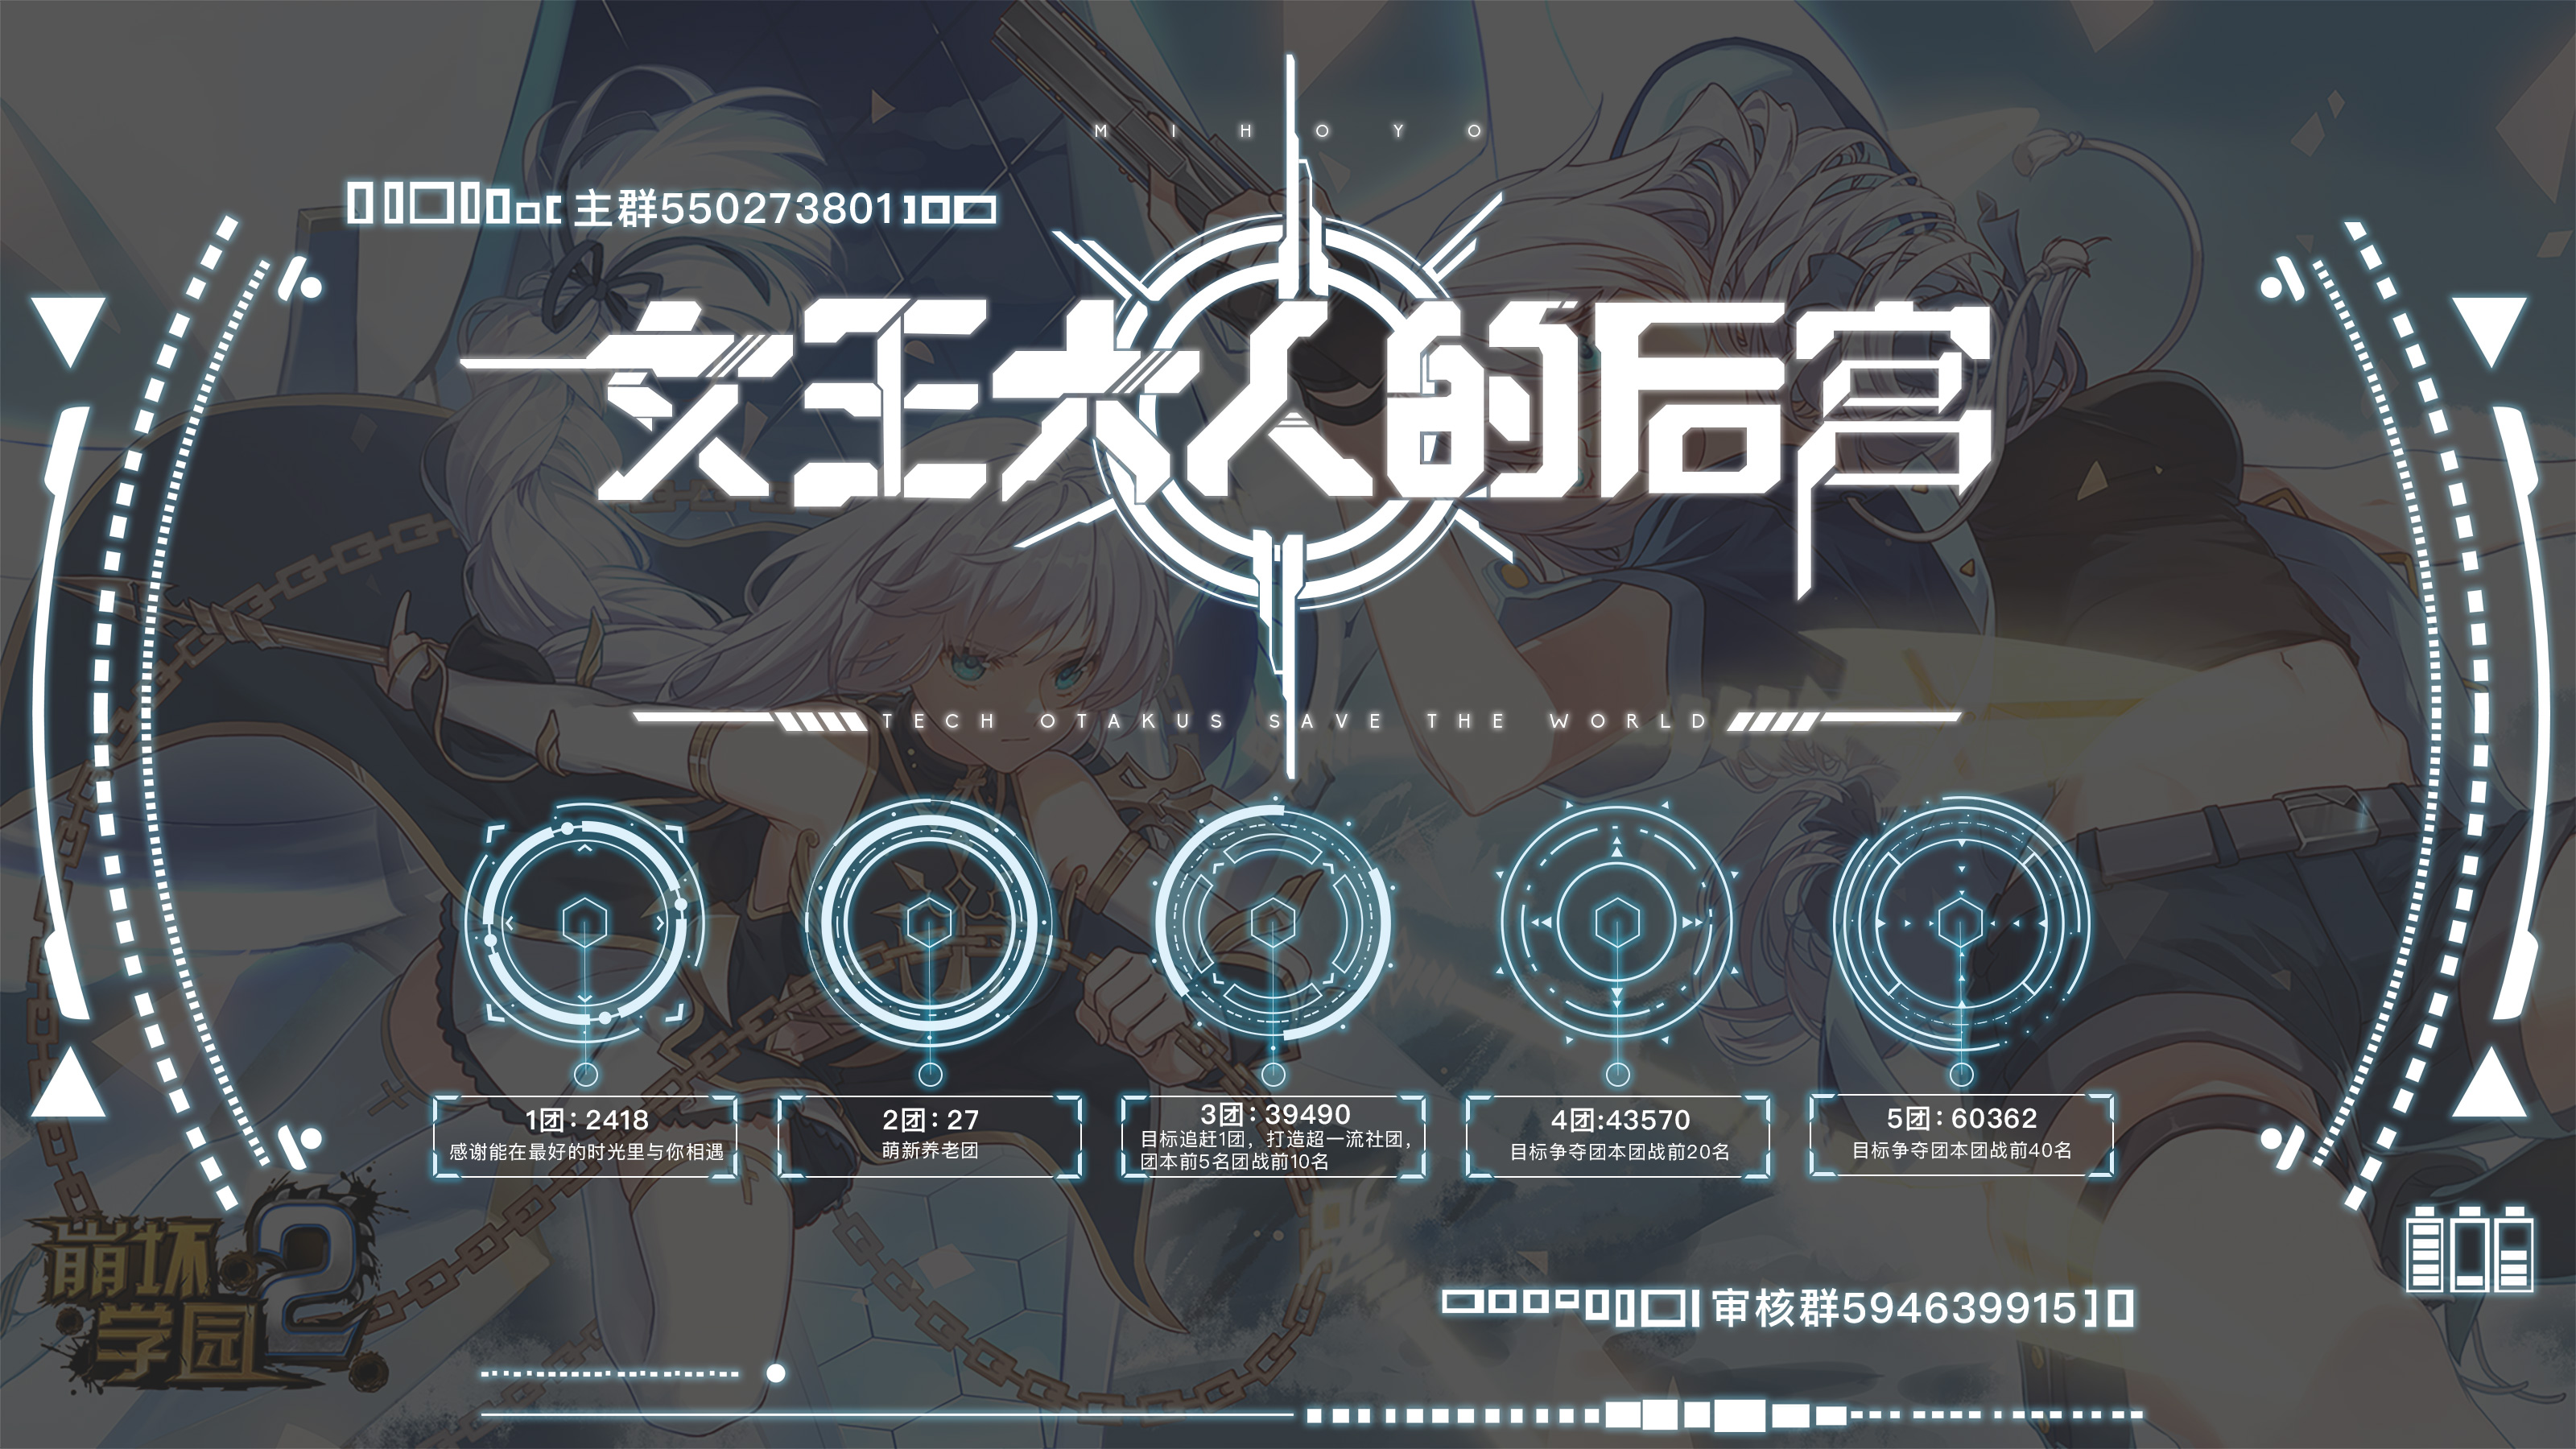 MIHOYO
主群550273801
女王大人的后宫
TECH OTAKUS SAVE THE WORLD
1团：2418
感谢能在最好的时光里与你相遇
2团：27
萌新养老团
3团：39490
目标追赶1团，打造超一流社团，
团本前5名团战前10名
4团:43570
目标争夺团本团战前20名
5团：60362
目标争夺团本团战前40名
崩坏
学园
2
审核群594639915